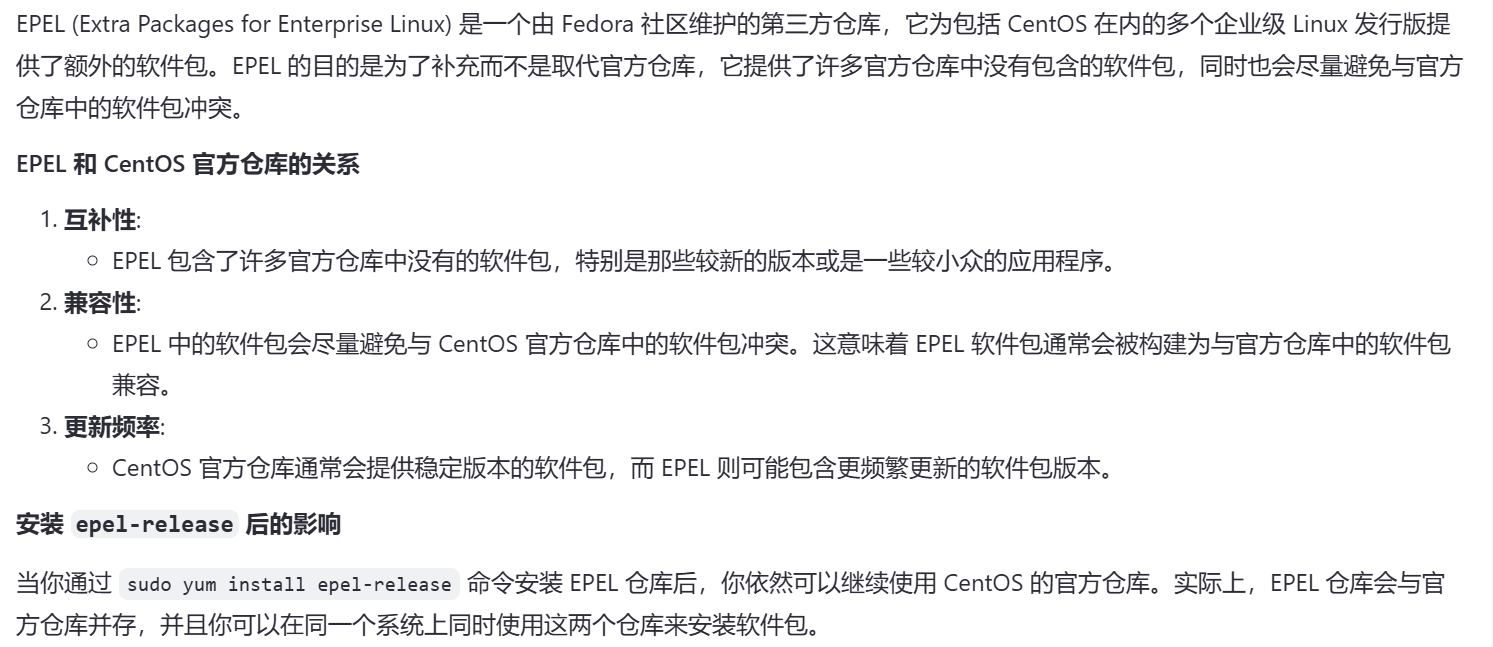 EPEL (Extra Packages for Enterprise Linux) 是一个由 Fedora 社区维护的第三方仓库，它为包括 CentOS 在内的多个企业级 Linux 发行版提
供了额外的软件包。EPEL 的目的是为了补充而不是取代官方仓库，它提供了许多官方仓库中没有包含的软件包，同时也会尽量避免与官方
仓库中的软件包冲突。
EPEL 和 CentOS 官方仓库的关系
1. 互补性:
○ EPEL 包含了许多官方仓库中没有的软件包，特别是那些较新的版本或是一些较小众的应用程序。
2. 兼容性:
○ EPEL 中的软件包会尽量避免与 CentOS 官方仓库中的软件包冲突。这意味着 EPEL 软件包通常会被构建为与官方仓库中的软件包
兼容。
3. 更新频率:
○ CentOS 官方仓库通常会提供稳定版本的软件包，而 EPEL 则可能包含更频繁更新的软件包版本。
安装 epel-release 后的影响
当你通过 sudo yum install epel-release 命令安装 EPEL 仓库后，你依然可以继续使用 CentOS 的官方仓库。实际上，EPEL 仓库会与官
方仓库并存，并且你可以在同一个系统上同时使用这两个仓库来安装软件包。